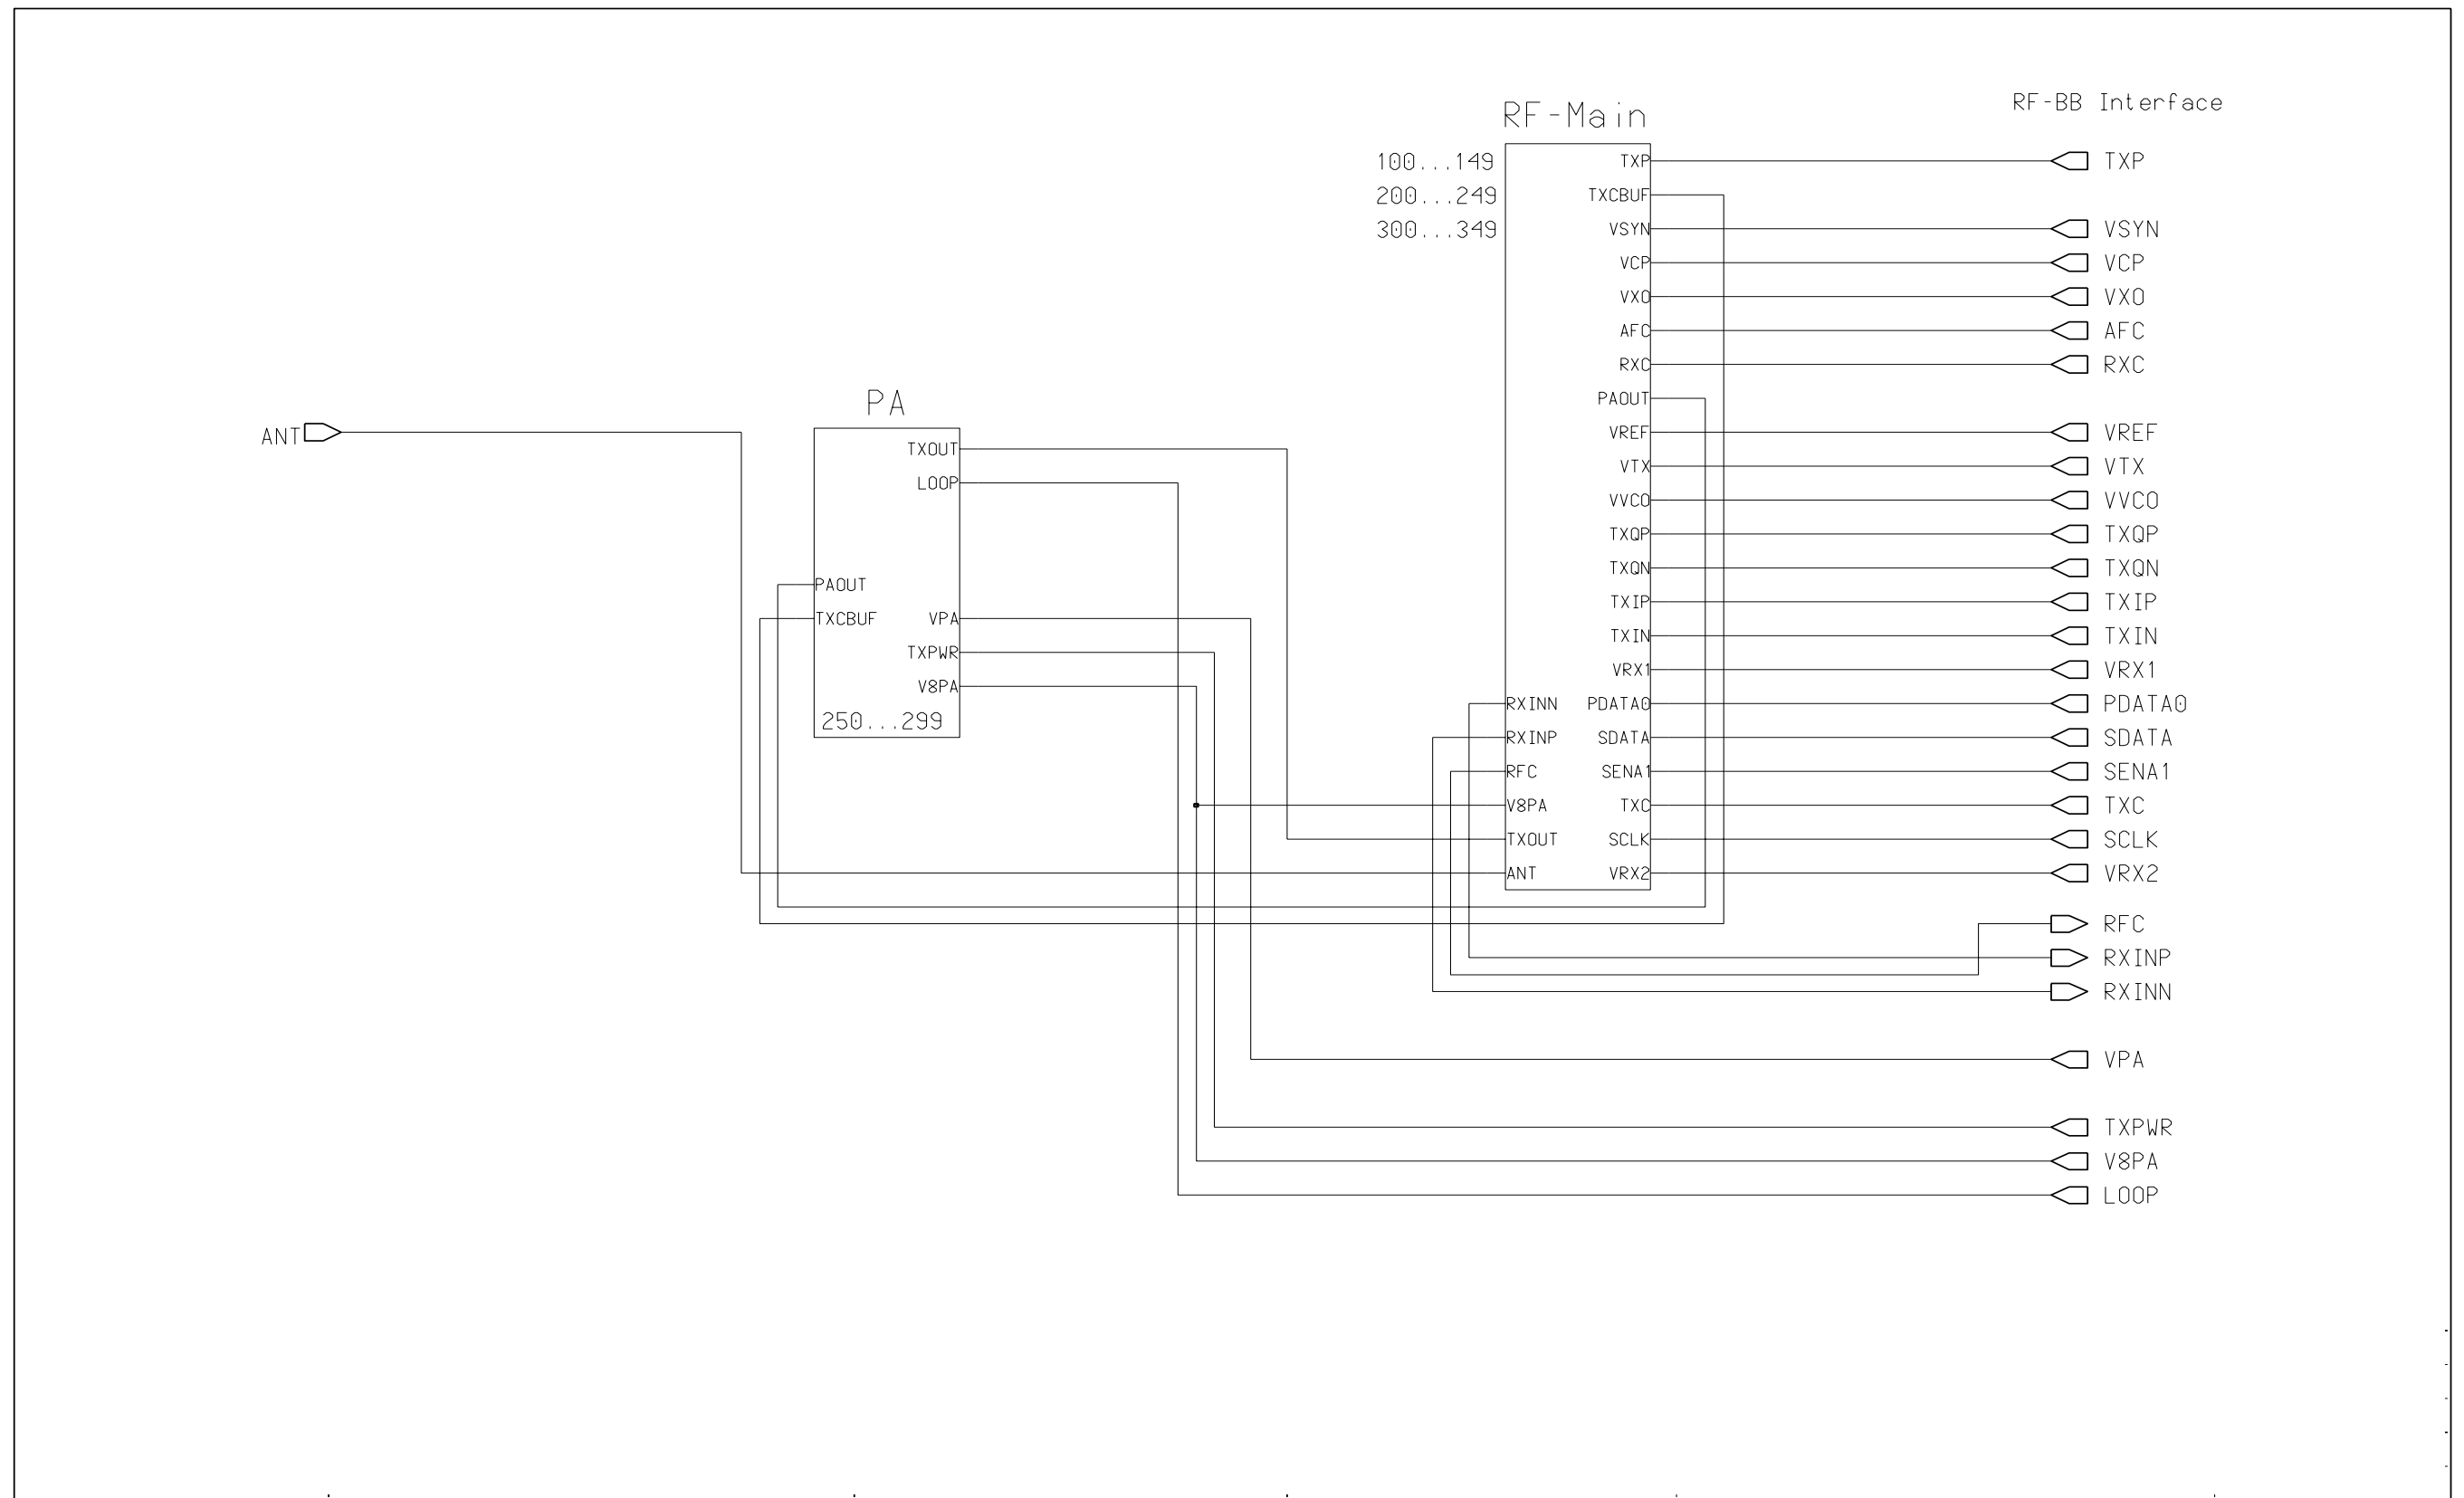 RF-BB Interface
RF-Main
100...149
200...249
300...349
TXP
TXCBUF
VSYN
VCP
VXO
AFC
RXC
PAOUT
VREF
VTX
VVCO
TXQP
TXQN
TXIP
TXIN
VRX1
RXINN PDATA0
RXINP SDATA
RFC SENA1
V8PA TXC
TXOUT SCLK
ANT VRX2
PA
ANT
TXOUT
LOOP
PAOUT
TXCBUF VPA
TXPWR
V8PA
250...299
TXP
VSYN
VCP
VXO
AFC
RXC
VREF
VTX
VVCO
TXQP
TXQN
TXIP
TXIN
VRX1
PDATA0
SDATA
SENA1
TXC
SCLK
VRX2
RFC
RXINP
RXINN
VPA
TXPWR
V8PA
LOOP